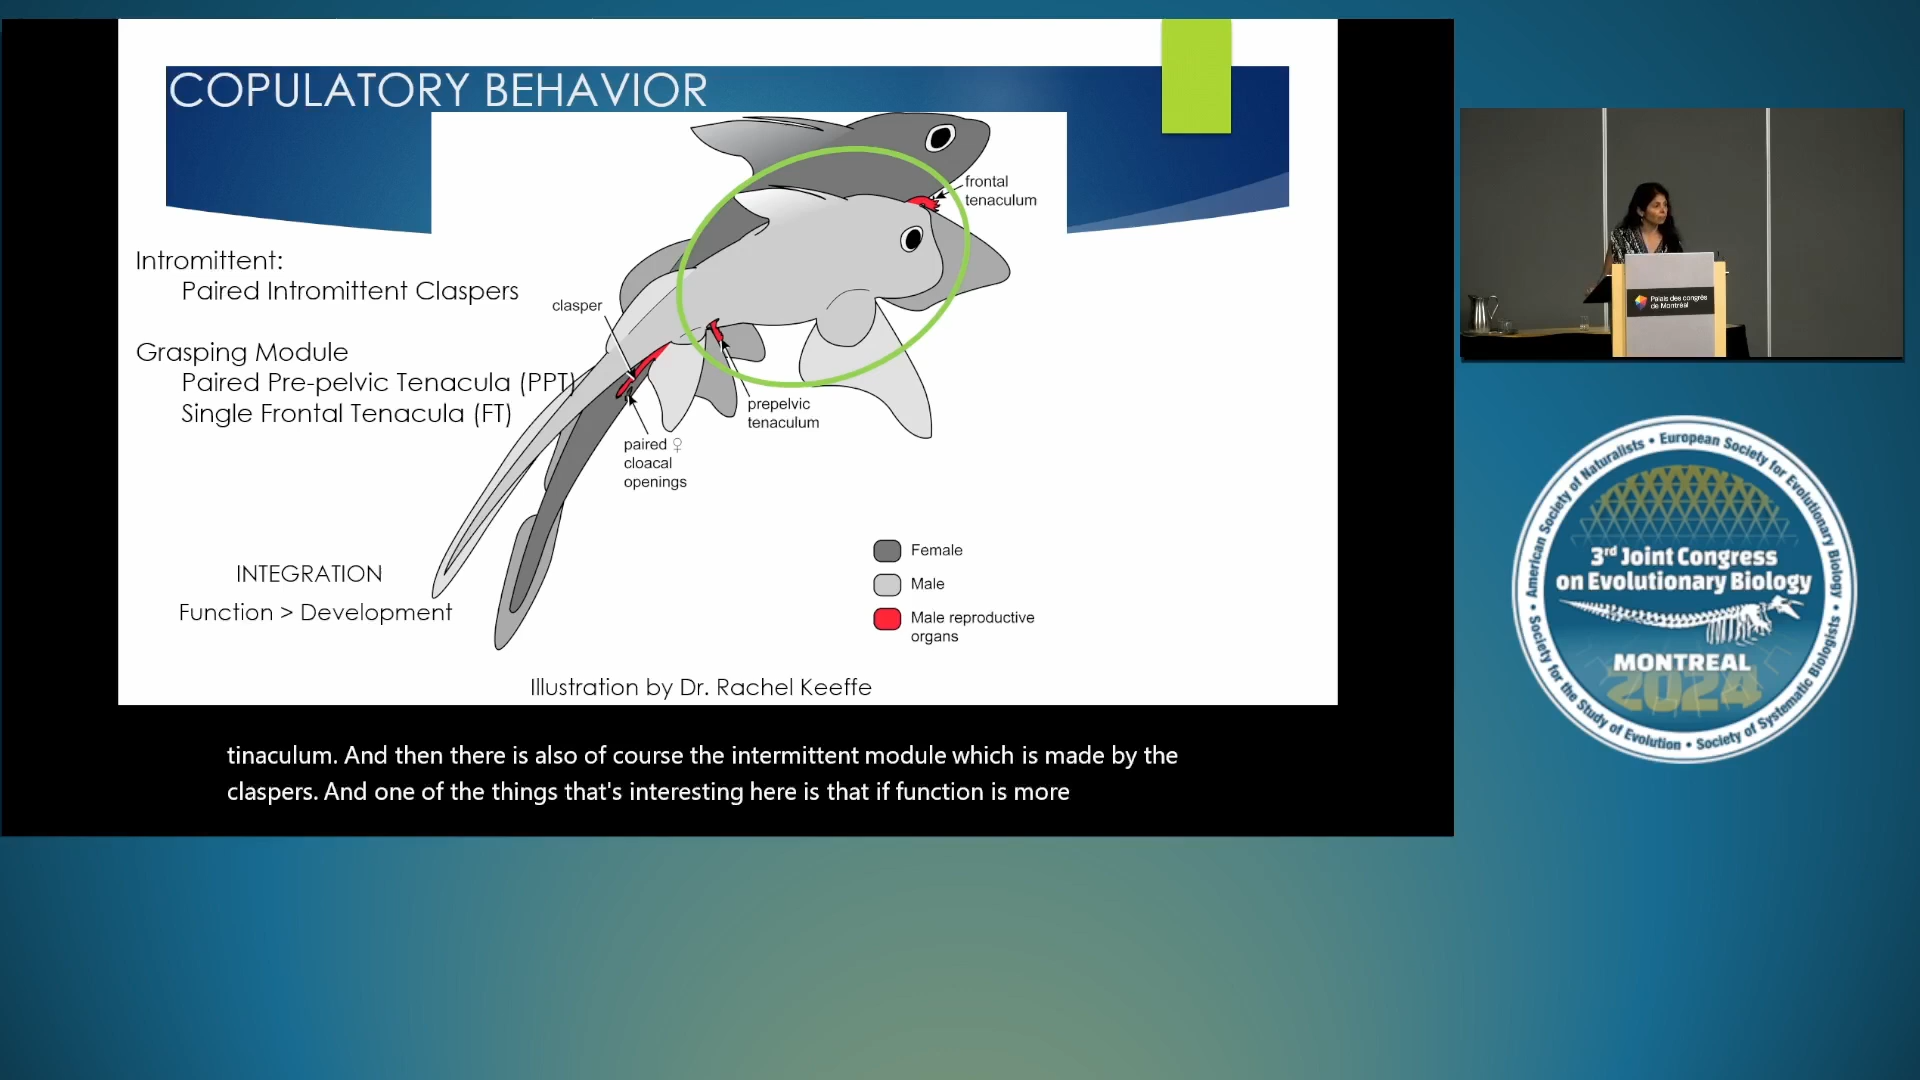 COPULATORY BEHAVIOR
frontal
tenaculum
Intromittent:
Paired Intromittent Claspers
clasper
Grasping Module
Paired Pre-pelvic Tenacula (PPT)
Single Frontal Tenacula (FT)
prepelvic
tenaculum
paired ♀
cloacal
openings
INTEGRATION
Function > Development
Female
Male
Male reproductive
organs
Illustration by Dr. Rachel Keeffe
tinaculum. And then there is also of course the intermittent module which is made by the
claspers. And one of the things that's interesting here is that if function is more
Palais des congrès
de Montréal
American Society of Naturalists • European Society for Evolutionary Biology •
Society for the Study of Evolution • Society of Systematic Biologists •
3rd Joint Congress
on Evolutionary Biology
MONTREAL
2024